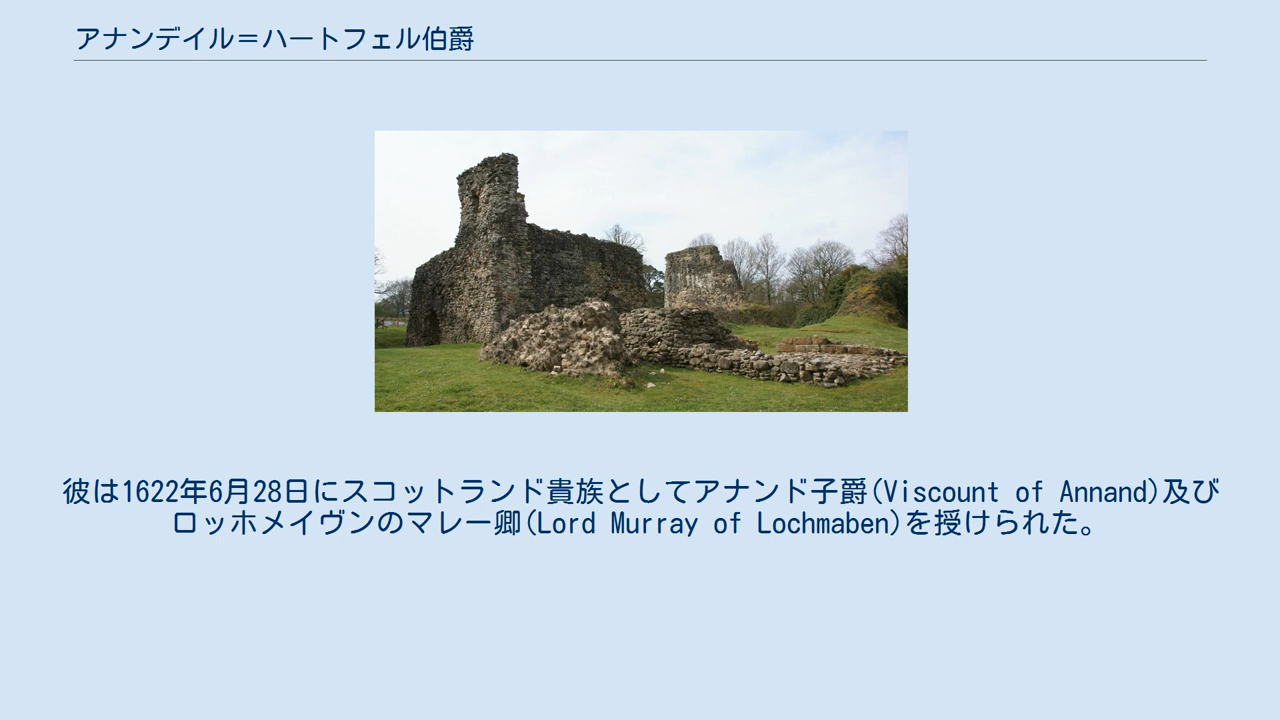 アナンデイル＝ハートフェル伯爵
彼は1622年6月28日にスコットランド貴族としてアナンド子爵(Viscount of Annand)及び
ロッホメイヴンのマレー卿(Lord Murray of Lochmaben)を授けられた。